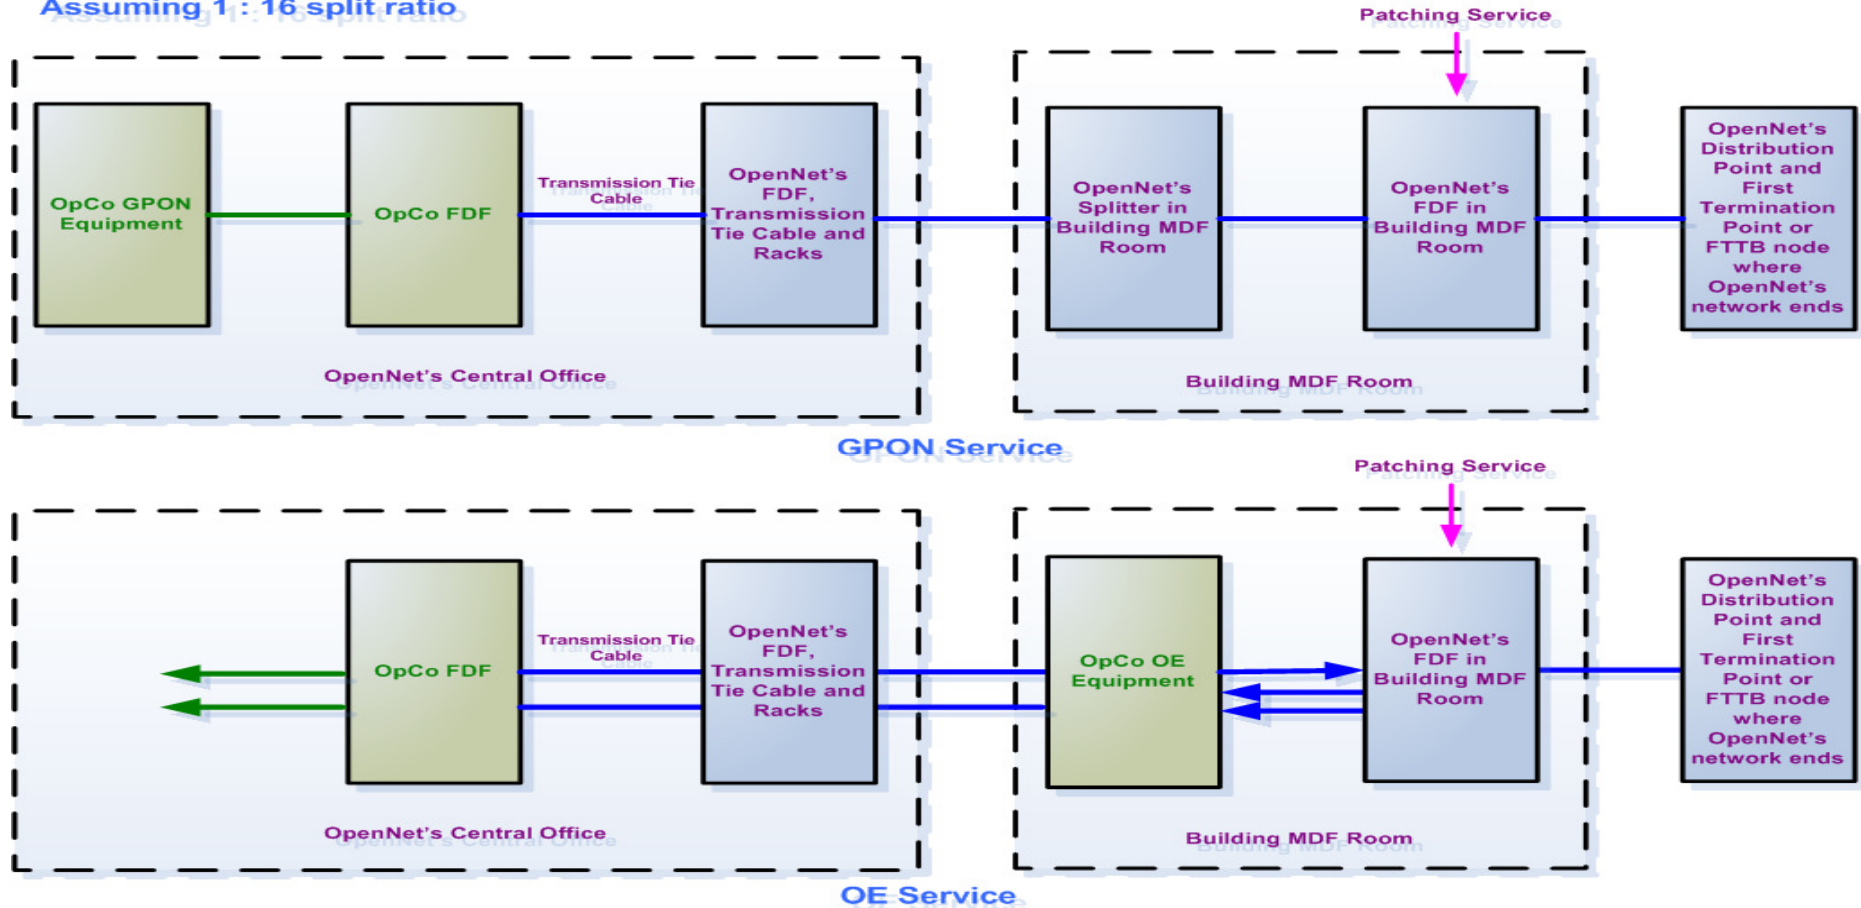 Assuming 1 : 16 split ratio
Patching Service
OpCo GPON
Equipment
OpCo FDF
Transmission Tie
Cable
OpenNet's
FDF,
Transmission
Tie Cable and
Racks
OpenNet's
Splitter in
Building MDF
Room
OpenNet's
FDF in
Building MDF
Room
OpenNet's
Distribution
Point and
First
Termination
Point or
FTTB node
where
OpenNet's
network ends
OpenNet's Central Office
Building MDF Room
GPON Service
Patching Service
OpCo FDF
Transmission Tie
Cable
OpenNet's
FDF,
Transmission
Tie Cable and
Racks
OpCo OE
Equipment
OpenNet's
FDF in
Building MDF
Room
OpenNet's
Distribution
Point and
First
Termination
Point or
FTTB node
where
OpenNet's
network ends
OpenNet's Central Office
Building MDF Room
OE Service